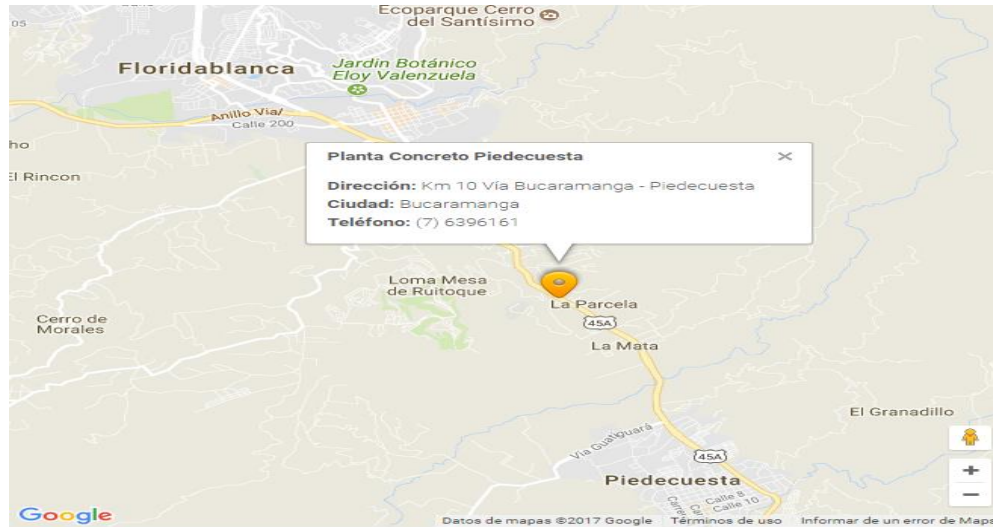 Ecoparque Cerro
del Santísimo
05
Floridablanca
Jardín Botánico
Eloy Valenzuela
Anillo Vial
Calle 200
ho
El Rincon
Planta Concreto Piedecuesta
×
Dirección: Km 10 Vía Bucaramanga - Piedecuesta
Ciudad: Bucaramanga
Teléfono: (7) 6396161
Loma Mesa
de Ruitoque
La Parcela
Cerro de
Morales
45A
La Mata
El Granadillo
Via Guatiguará
45A
Piedecuesta
Calle 8
Calle 10
+
−
Google
Datos de mapas ©2017 Google Términos de uso Informar de un error de Maps